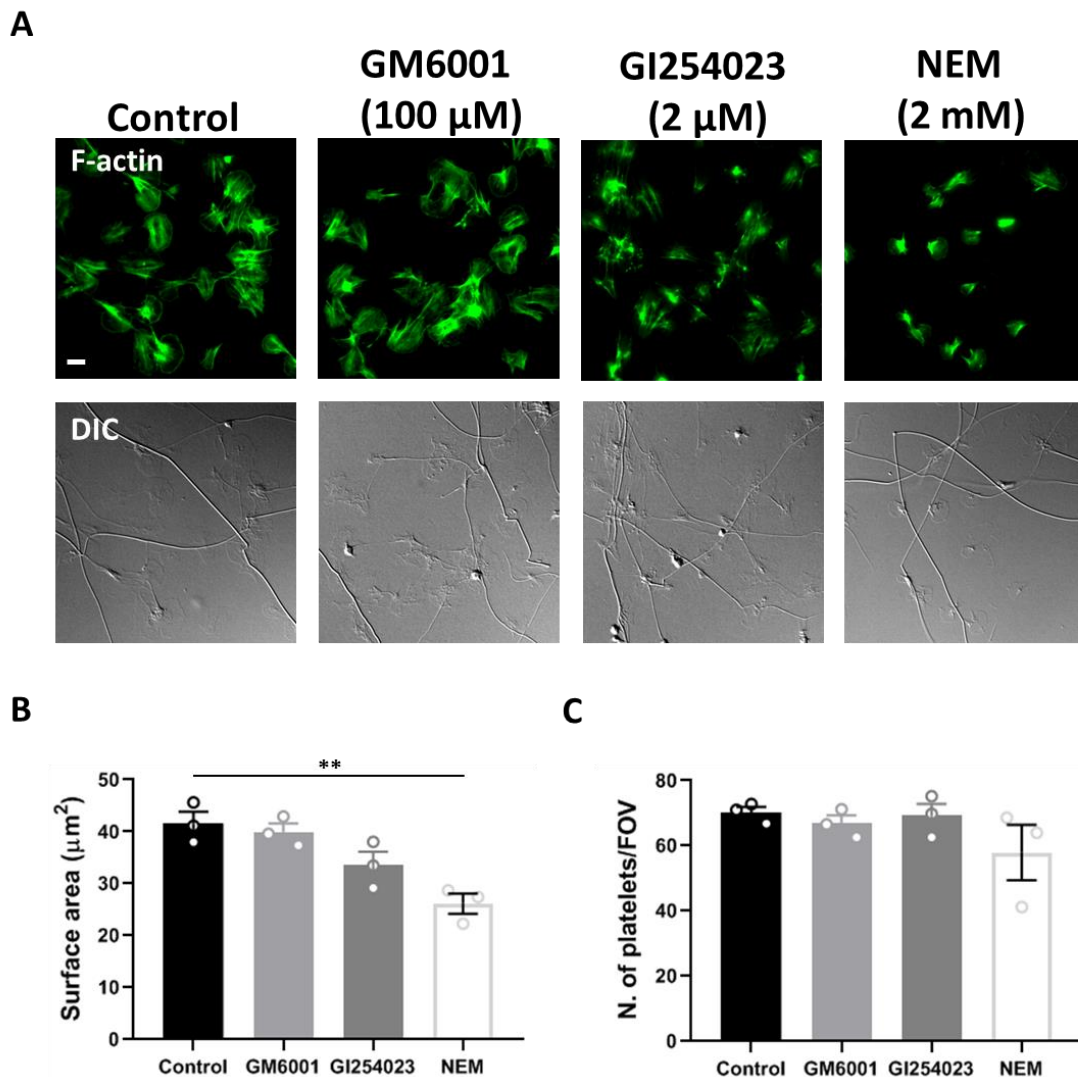 A
Control
GM6001
(100 µM)
GI254023
(2 µM)
NEM
(2 mM)
F-actin
DIC
B
**
Surface area (µm²)
50
40
30
20
10
0
Control GM6001 GI254023 NEM
C
N. of platelets/FOV
80
60
40
20
0
Control GM6001 GI254023 NEM